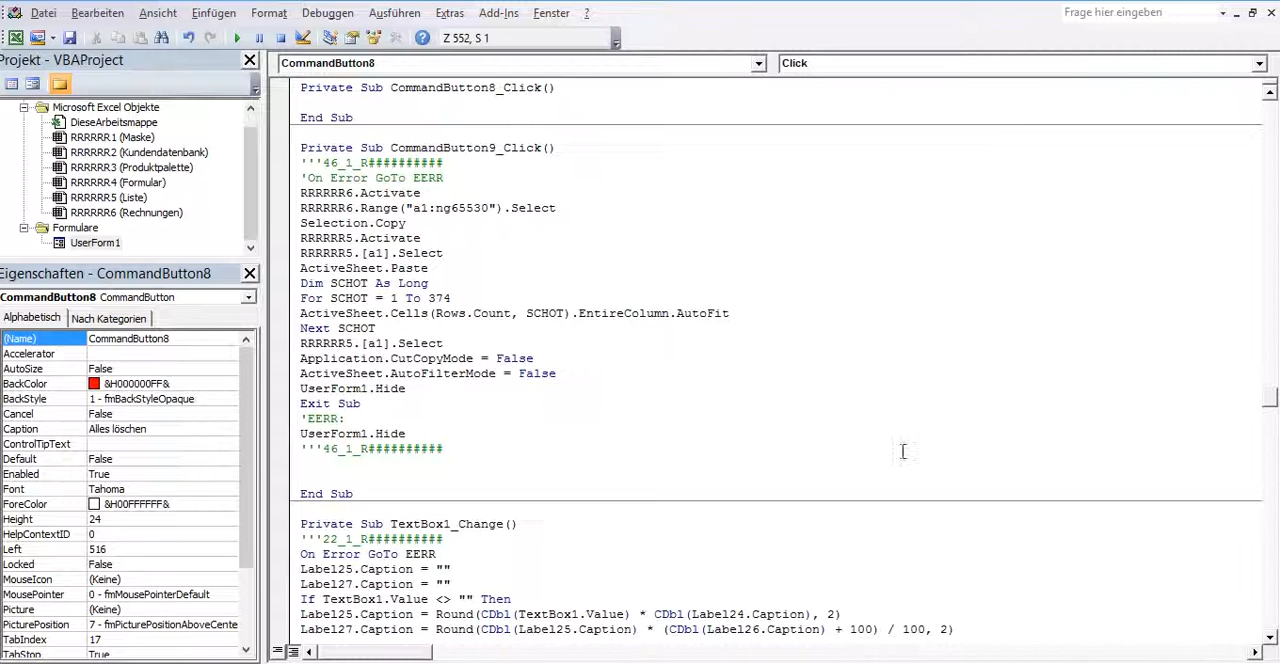 Datei Bearbeiten Ansicht Einfügen Format Debuggen Ausführen Extras Add-Ins Fenster ? Frage hier eingeben
Z 552, S 1
Projekt - VBAProject
CommandButton8 Click
Microsoft Excel Objekte
DieseArbeitsmappe
RRRRRR1 (Maske)
RRRRRR2 (Kundendatenbank)
RRRRRR3 (Produktpalette)
RRRRRR4 (Formular)
RRRRRR5 (Liste)
RRRRRR6 (Rechnungen)
Formulare
UserForm1
Eigenschaften - CommandButton8
CommandButton8 CommandButton
Alphabetisch Nach Kategorien
(Name) CommandButton8
Accelerator
AutoSize False
BackColor &H000000FF&
BackStyle 1 - fmBackStyleOpaque
Cancel False
Caption Alles löschen
ControlTipText
Default False
Enabled True
Font Tahoma
ForeColor &H00FFFFFF&
Height 24
HelpContextID 0
Left 516
Locked False
MouseIcon (Keine)
MousePointer 0 - fmMousePointerDefault
Picture (Keine)
PicturePosition 7 - fmPicturePositionAboveCente
TabIndex 17
TabStop True
Private Sub CommandButton8_Click()
End Sub
Private Sub CommandButton9_Click()
'''46_1_R##########
'On Error GoTo EERR
RRRRRR6.Activate
RRRRRR6.Range("a1:ng65530").Select
Selection.Copy
RRRRRR5.Activate
RRRRRR5.[a1].Select
ActiveSheet.Paste
Dim SCHOT As Long
For SCHOT = 1 To 374
ActiveSheet.Cells(Rows.Count, SCHOT).EntireColumn.AutoFit
Next SCHOT
RRRRRR5.[a1].Select
Application.CutCopyMode = False
ActiveSheet.AutoFilterMode = False
UserForm1.Hide
Exit Sub
'EERR:
UserForm1.Hide
'''46_1_R##########
End Sub
Private Sub TextBox1_Change()
'''22_1_R##########
On Error GoTo EERR
Label25.Caption = ""
Label27.Caption = ""
If TextBox1.Value <> "" Then
Label25.Caption = Round(CDbl(TextBox1.Value) * CDbl(Label24.Caption), 2)
Label27.Caption = Round(CDbl(Label25.Caption) * (CDbl(Label26.Caption) + 100) / 100, 2)